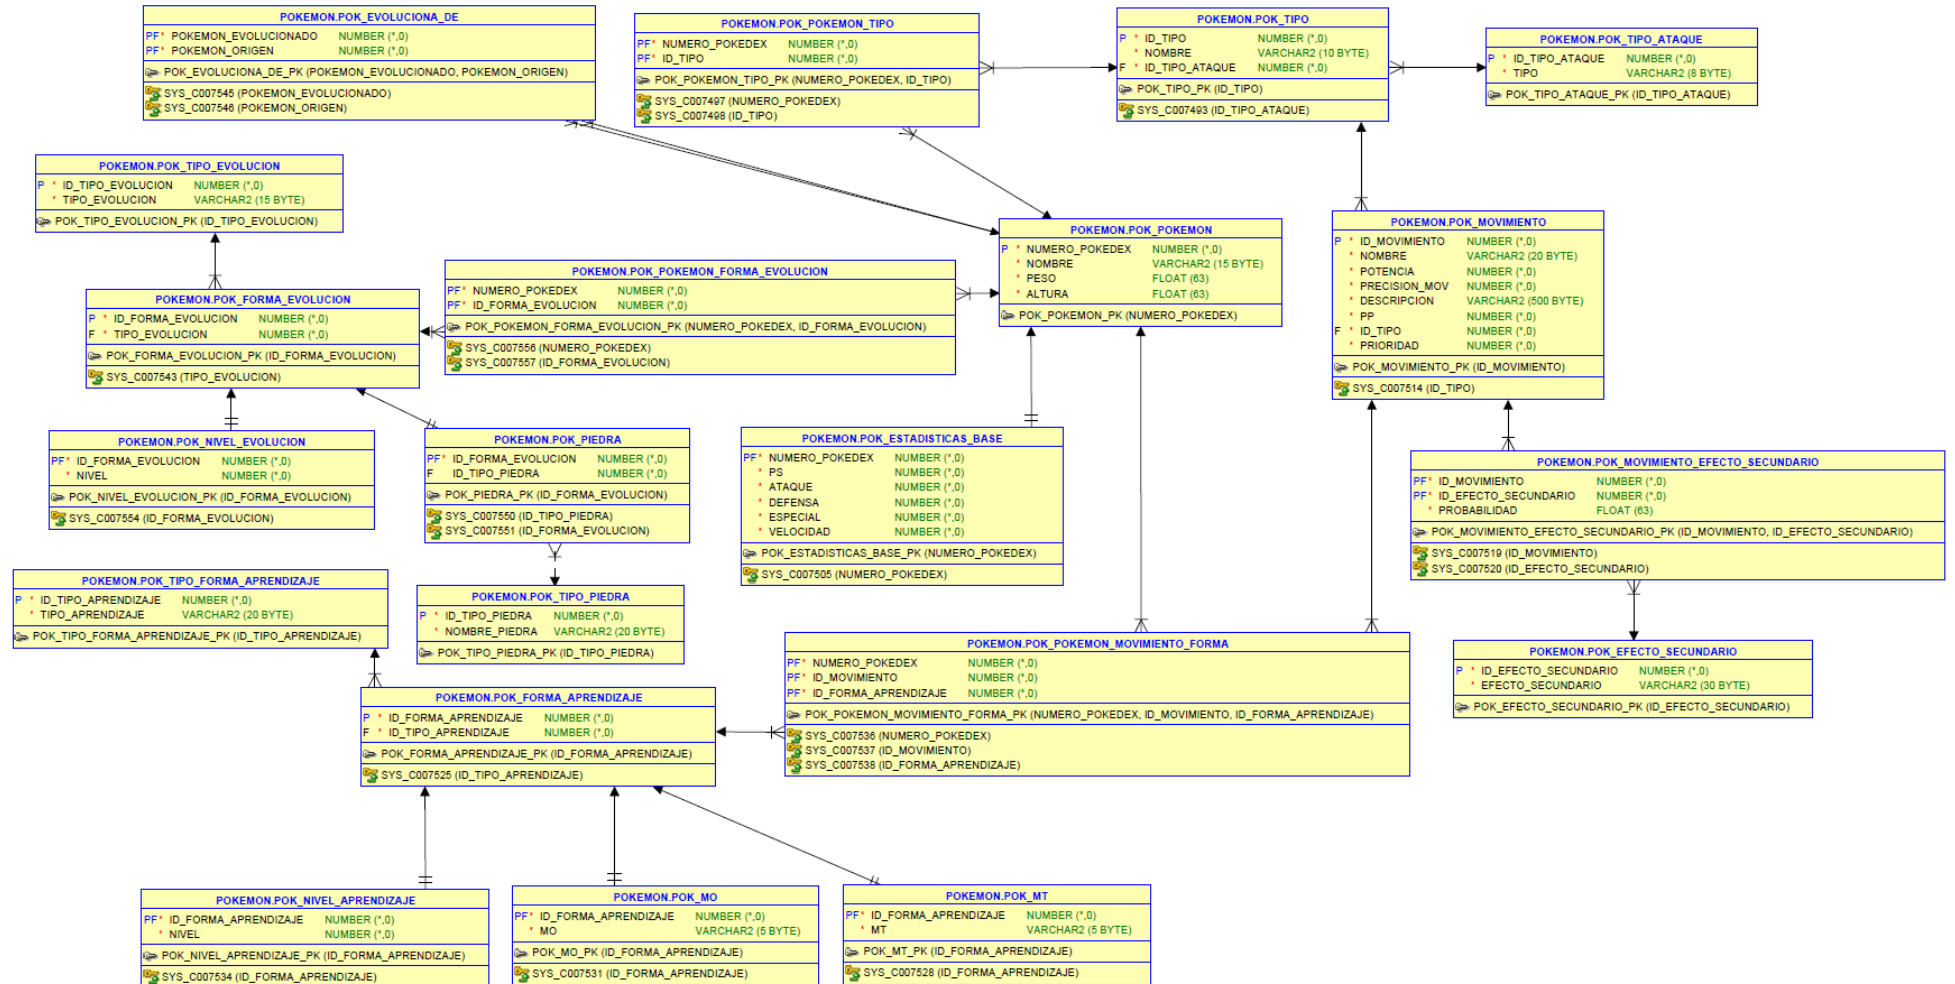 POKEMON.POK_EVOLUCIONA_DE
PF* POKEMON_EVOLUCIONADO NUMBER (*,0)
PF* POKEMON_ORIGEN NUMBER (*,0)
POK_EVOLUCIONA_DE_PK (POKEMON_EVOLUCIONADO, POKEMON_ORIGEN)
SYS_C007545 (POKEMON_EVOLUCIONADO)
SYS_C007546 (POKEMON_ORIGEN)
POKEMON.POK_POKEMON_TIPO
PF* NUMERO_POKEDEX NUMBER (*,0)
PF* ID_TIPO NUMBER (*,0)
POK_POKEMON_TIPO_PK (NUMERO_POKEDEX, ID_TIPO)
SYS_C007497 (NUMERO_POKEDEX)
SYS_C007498 (ID_TIPO)
POKEMON.POK_TIPO
P * ID_TIPO NUMBER (*,0)
* NOMBRE VARCHAR2 (10 BYTE)
F * ID_TIPO_ATAQUE NUMBER (*,0)
POK_TIPO_PK (ID_TIPO)
SYS_C007493 (ID_TIPO_ATAQUE)
POKEMON.POK_TIPO_ATAQUE
P * ID_TIPO_ATAQUE NUMBER (*,0)
* TIPO VARCHAR2 (8 BYTE)
POK_TIPO_ATAQUE_PK (ID_TIPO_ATAQUE)
POKEMON.POK_TIPO_EVOLUCION
P * ID_TIPO_EVOLUCION NUMBER (*,0)
* TIPO_EVOLUCION VARCHAR2 (15 BYTE)
POK_TIPO_EVOLUCION_PK (ID_TIPO_EVOLUCION)
POKEMON.POK_POKEMON
P * NUMERO_POKEDEX NUMBER (*,0)
* NOMBRE VARCHAR2 (15 BYTE)
* PESO FLOAT (63)
* ALTURA FLOAT (63)
POK_POKEMON_PK (NUMERO_POKEDEX)
POKEMON.POK_MOVIMIENTO
P * ID_MOVIMIENTO NUMBER (*,0)
* NOMBRE VARCHAR2 (20 BYTE)
* POTENCIA NUMBER (*,0)
* PRECISION_MOV NUMBER (*,0)
* DESCRIPCION VARCHAR2 (500 BYTE)
* PP NUMBER (*,0)
F * ID_TIPO NUMBER (*,0)
* PRIORIDAD NUMBER (*,0)
POK_MOVIMIENTO_PK (ID_MOVIMIENTO)
SYS_C007514 (ID_TIPO)
POKEMON.POK_POKEMON_FORMA_EVOLUCION
PF* NUMERO_POKEDEX NUMBER (*,0)
PF* ID_FORMA_EVOLUCION NUMBER (*,0)
POK_POKEMON_FORMA_EVOLUCION_PK (NUMERO_POKEDEX, ID_FORMA_EVOLUCION)
SYS_C007556 (NUMERO_POKEDEX)
SYS_C007557 (ID_FORMA_EVOLUCION)
POKEMON.POK_FORMA_EVOLUCION
P * ID_FORMA_EVOLUCION NUMBER (*,0)
F * TIPO_EVOLUCION NUMBER (*,0)
POK_FORMA_EVOLUCION_PK (ID_FORMA_EVOLUCION)
SYS_C007543 (TIPO_EVOLUCION)
POKEMON.POK_NIVEL_EVOLUCION
PF* ID_FORMA_EVOLUCION NUMBER (*,0)
* NIVEL NUMBER (*,0)
POK_NIVEL_EVOLUCION_PK (ID_FORMA_EVOLUCION)
SYS_C007554 (ID_FORMA_EVOLUCION)
POKEMON.POK_PIEDRA
PF* ID_FORMA_EVOLUCION NUMBER (*,0)
F ID_TIPO_PIEDRA NUMBER (*,0)
POK_PIEDRA_PK (ID_FORMA_EVOLUCION)
SYS_C007550 (ID_TIPO_PIEDRA)
SYS_C007551 (ID_FORMA_EVOLUCION)
POKEMON.POK_ESTADISTICAS_BASE
PF* NUMERO_POKEDEX NUMBER (*,0)
* PS NUMBER (*,0)
* ATAQUE NUMBER (*,0)
* DEFENSA NUMBER (*,0)
* ESPECIAL NUMBER (*,0)
* VELOCIDAD NUMBER (*,0)
POK_ESTADISTICAS_BASE_PK (NUMERO_POKEDEX)
SYS_C007505 (NUMERO_POKEDEX)
POKEMON.POK_MOVIMIENTO_EFECTO_SECUNDARIO
PF* ID_MOVIMIENTO NUMBER (*,0)
PF* ID_EFECTO_SECUNDARIO NUMBER (*,0)
* PROBABILIDAD FLOAT (63)
POK_MOVIMIENTO_EFECTO_SECUNDARIO_PK (ID_MOVIMIENTO, ID_EFECTO_SECUNDARIO)
SYS_C007519 (ID_MOVIMIENTO)
SYS_C007520 (ID_EFECTO_SECUNDARIO)
POKEMON.POK_TIPO_FORMA_APRENDIZAJE
P * ID_TIPO_APRENDIZAJE NUMBER (*,0)
* TIPO_APRENDIZAJE VARCHAR2 (20 BYTE)
POK_TIPO_FORMA_APRENDIZAJE_PK (ID_TIPO_APRENDIZAJE)
POKEMON.POK_TIPO_PIEDRA
P * ID_TIPO_PIEDRA NUMBER (*,0)
* NOMBRE_PIEDRA VARCHAR2 (20 BYTE)
POK_TIPO_PIEDRA_PK (ID_TIPO_PIEDRA)
POKEMON.POK_POKEMON_MOVIMIENTO_FORMA
PF* NUMERO_POKEDEX NUMBER (*,0)
PF* ID_MOVIMIENTO NUMBER (*,0)
PF* ID_FORMA_APRENDIZAJE NUMBER (*,0)
POK_POKEMON_MOVIMIENTO_FORMA_PK (NUMERO_POKEDEX, ID_MOVIMIENTO, ID_FORMA_APRENDIZAJE)
SYS_C007536 (NUMERO_POKEDEX)
SYS_C007537 (ID_MOVIMIENTO)
SYS_C007538 (ID_FORMA_APRENDIZAJE)
POKEMON.POK_EFECTO_SECUNDARIO
P * ID_EFECTO_SECUNDARIO NUMBER (*,0)
* EFECTO_SECUNDARIO VARCHAR2 (30 BYTE)
POK_EFECTO_SECUNDARIO_PK (ID_EFECTO_SECUNDARIO)
POKEMON.POK_FORMA_APRENDIZAJE
P * ID_FORMA_APRENDIZAJE NUMBER (*,0)
F * ID_TIPO_APRENDIZAJE NUMBER (*,0)
POK_FORMA_APRENDIZAJE_PK (ID_FORMA_APRENDIZAJE)
SYS_C007525 (ID_TIPO_APRENDIZAJE)
POKEMON.POK_NIVEL_APRENDIZAJE
PF* ID_FORMA_APRENDIZAJE NUMBER (*,0)
* NIVEL NUMBER (*,0)
POK_NIVEL_APRENDIZAJE_PK (ID_FORMA_APRENDIZAJE)
SYS_C007534 (ID_FORMA_APRENDIZAJE)
POKEMON.POK_MO
PF* ID_FORMA_APRENDIZAJE NUMBER (*,0)
* MO VARCHAR2 (5 BYTE)
POK_MO_PK (ID_FORMA_APRENDIZAJE)
SYS_C007531 (ID_FORMA_APRENDIZAJE)
POKEMON.POK_MT
PF* ID_FORMA_APRENDIZAJE NUMBER (*,0)
* MT VARCHAR2 (5 BYTE)
POK_MT_PK (ID_FORMA_APRENDIZAJE)
SYS_C007528 (ID_FORMA_APRENDIZAJE)